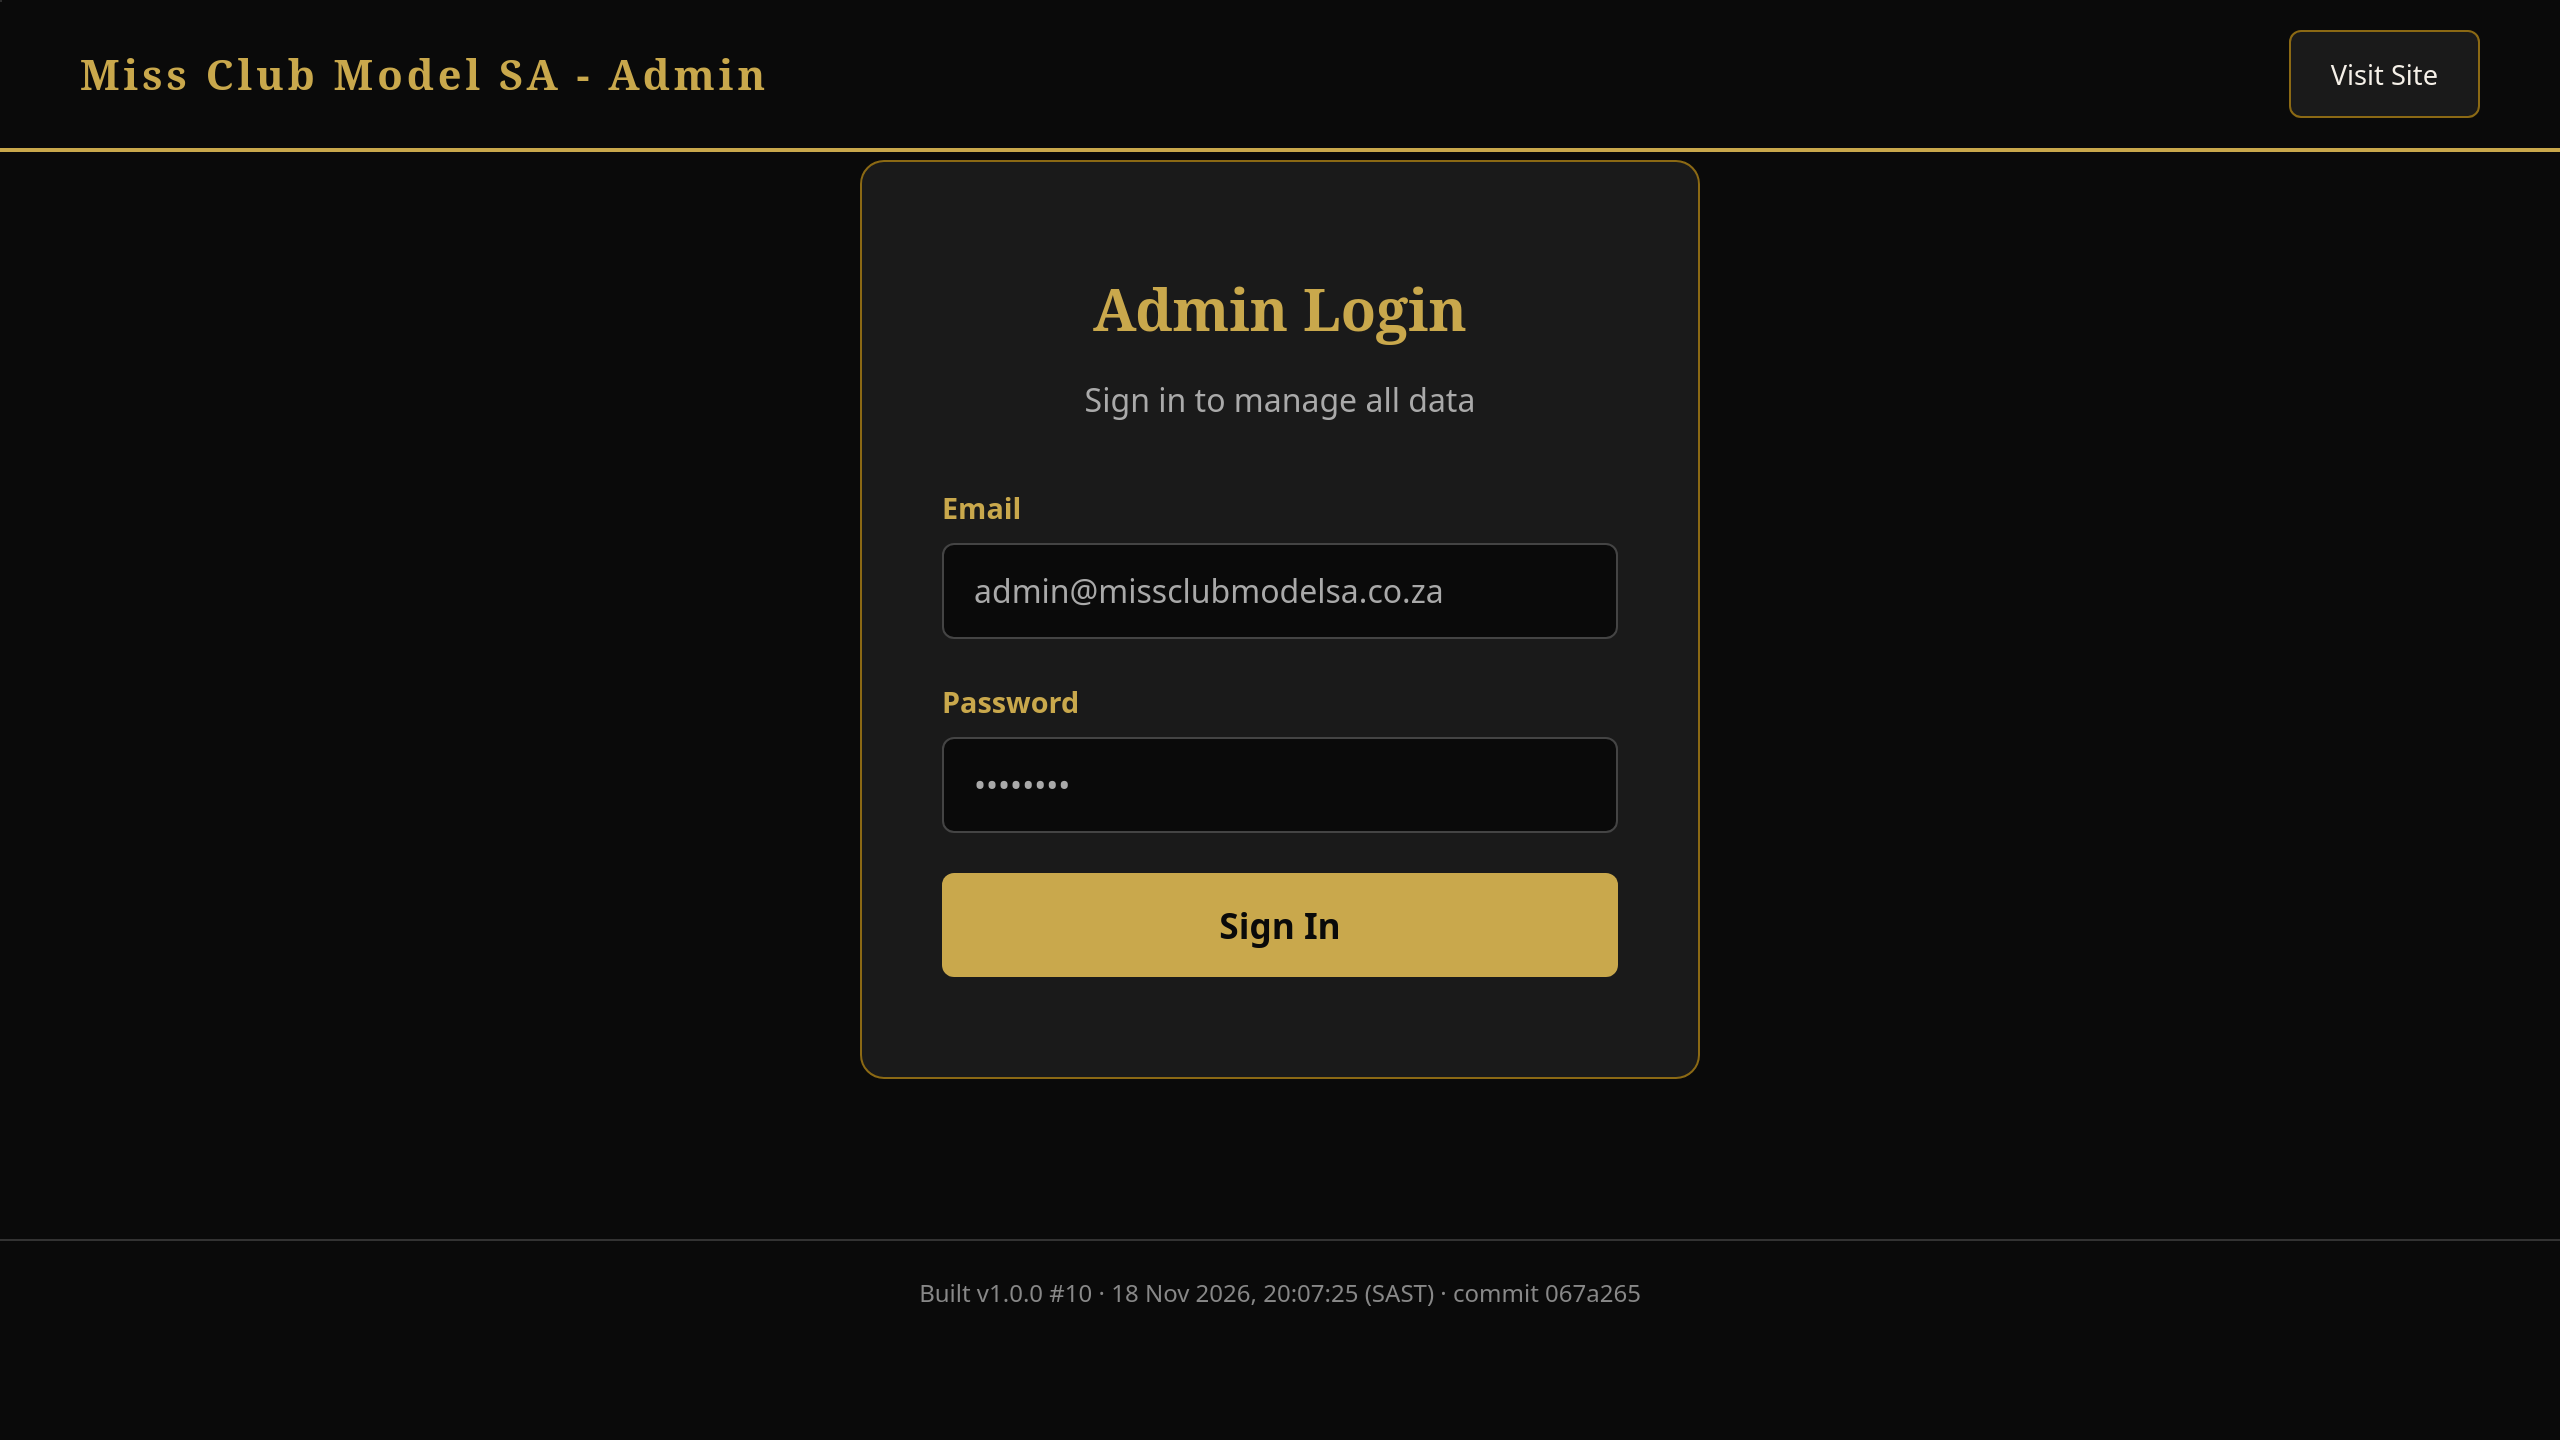 Miss Club Model SA - Admin
Visit Site
Admin Login
Sign in to manage all data
Email
admin@missclubmodelsa.co.za
Password
••••••••
Sign In
Built v1.0.0 #10 · 18 Nov 2026, 20:07:25 (SAST) · commit 067a265